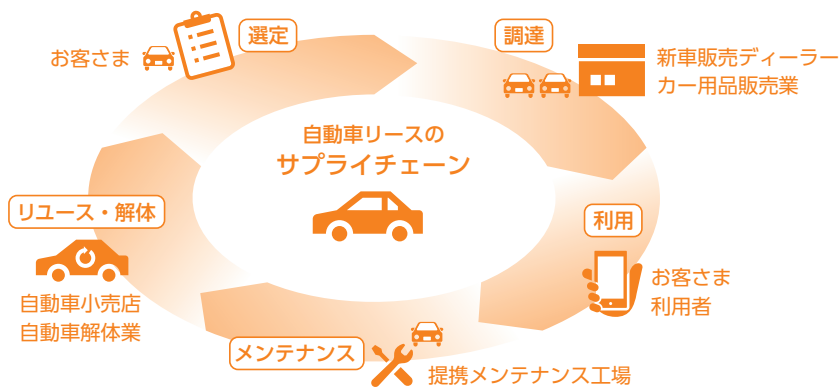 選定
お客さま
調達
新車販売ディーラー
カー用品販売業
自動車リースの
サプライチェーン
利用
お客さま
利用者
メンテナンス
提携メンテナンス工場
リユース・解体
自動車小売店
自動車解体業